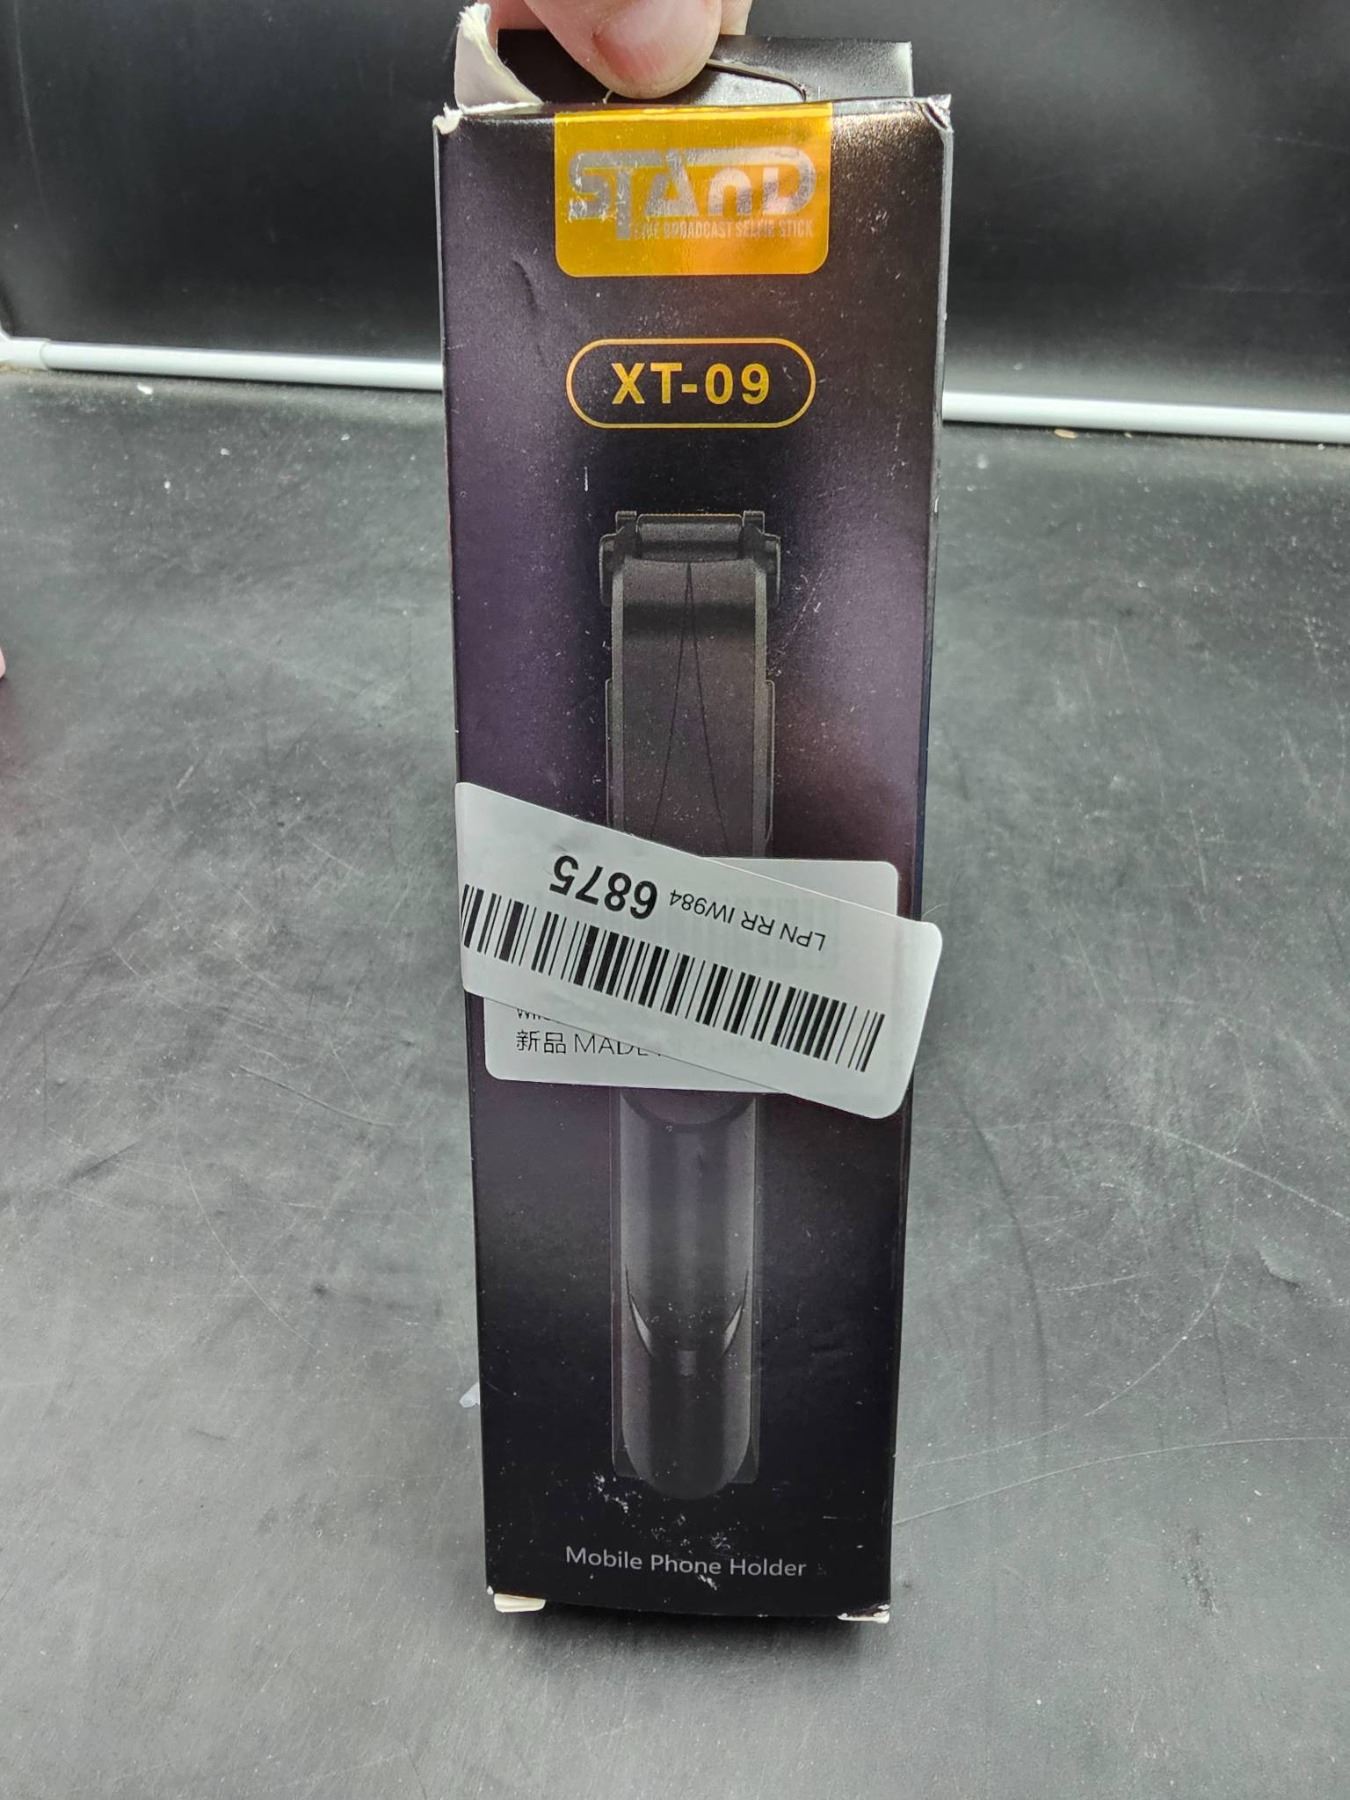 STAND
LIVE BROADCAST SELFIE STICK
XT-09
LPN RR IW984 6875
新品 MADE
Mobile Phone Holder